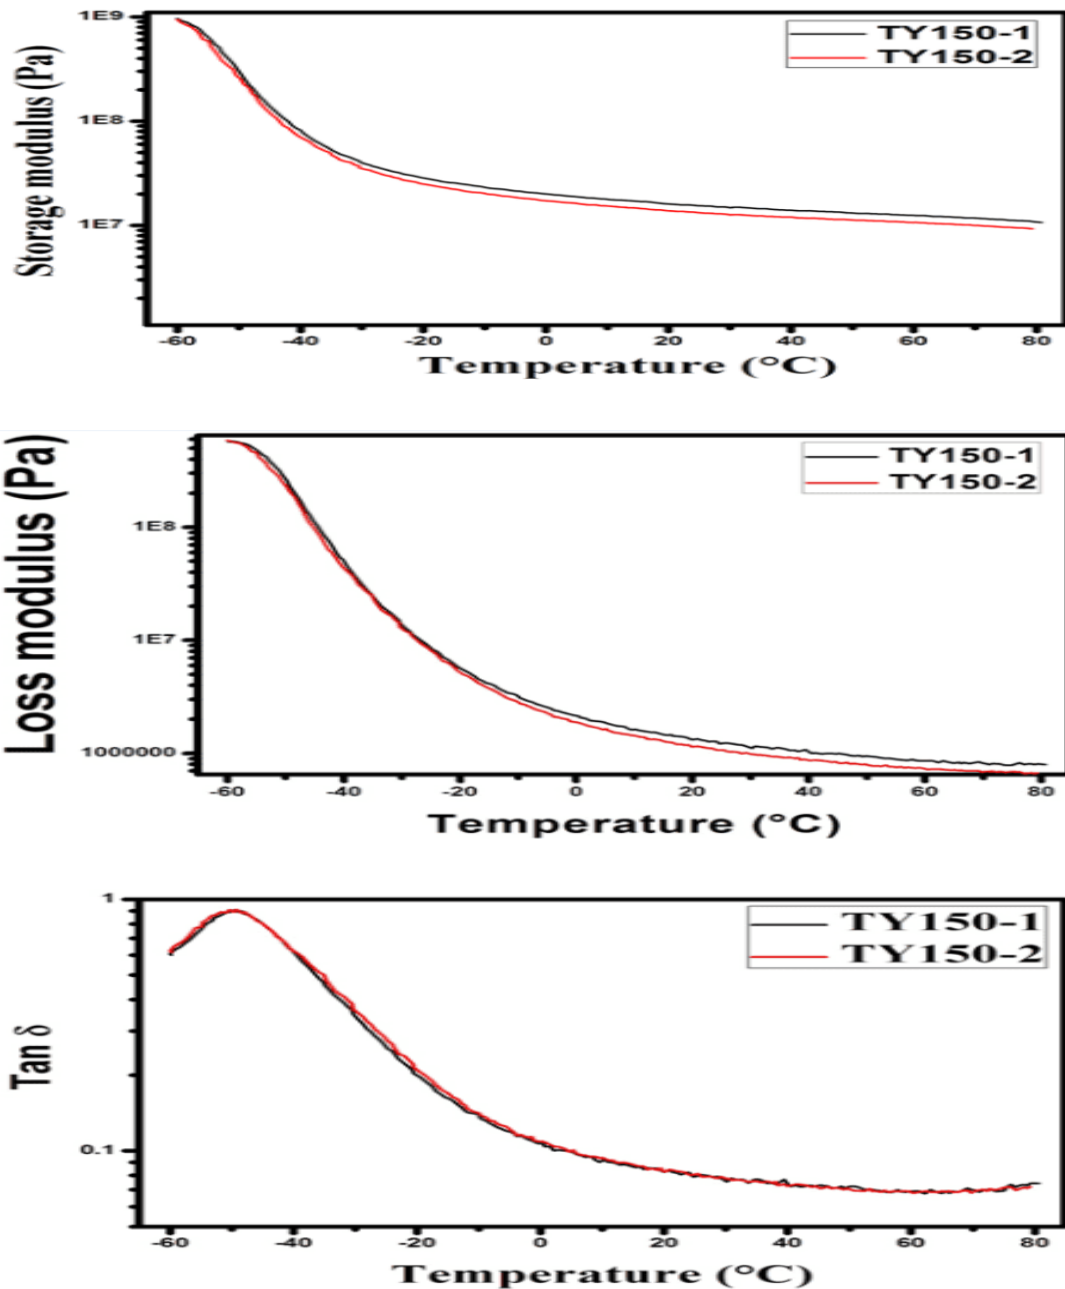 Storage modulus (Pa)
1E9
1E8
1E7
TY150-1
TY150-2
-60 -40 -20 0 20 40 60 80
Temperature (°C)
Loss modulus (Pa)
1E8
1E7
1000000
TY150-1
TY150-2
-60 -40 -20 0 20 40 60 80
Temperature (°C)
Tan δ
1
0.1
TY150-1
TY150-2
-60 -40 -20 0 20 40 60 80
Temperature (°C)